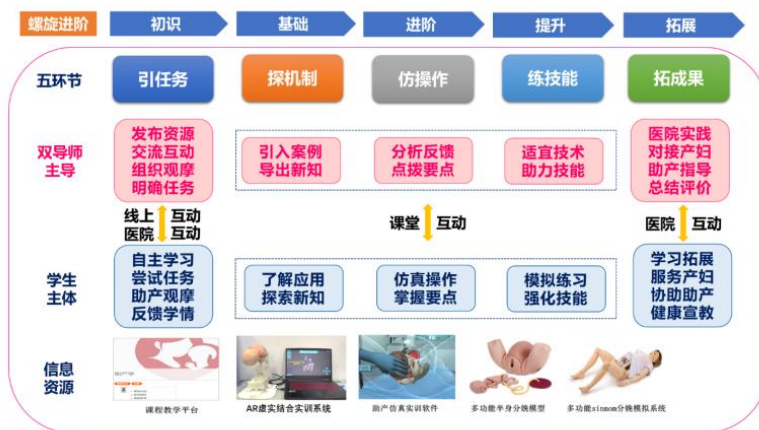 螺旋进阶 初识 基础 进阶 提升 拓展
五环节 引任务 探机制 仿操作 练技能 拓成果
双导师
主导
发布资源
交流互动
组织观摩
明确任务
引入案例
导出新知
分析反馈
点拨要点
适宜技术
助力技能
医院实践
对接产妇
助产指导
总结评价
线上 互动
医院 互动
课堂 互动
医院 互动
学生
主体
自主学习
尝试任务
助产观摩
反馈学情
了解应用
探索新知
仿真操作
掌握要点
模拟练习
强化技能
学习拓展
服务产妇
协助助产
健康宣教
信息
资源
课程教学平台
AR虚实结合实训系统
助产仿真实训软件
多功能半身分娩模型
多功能sinmom分娩模拟系统